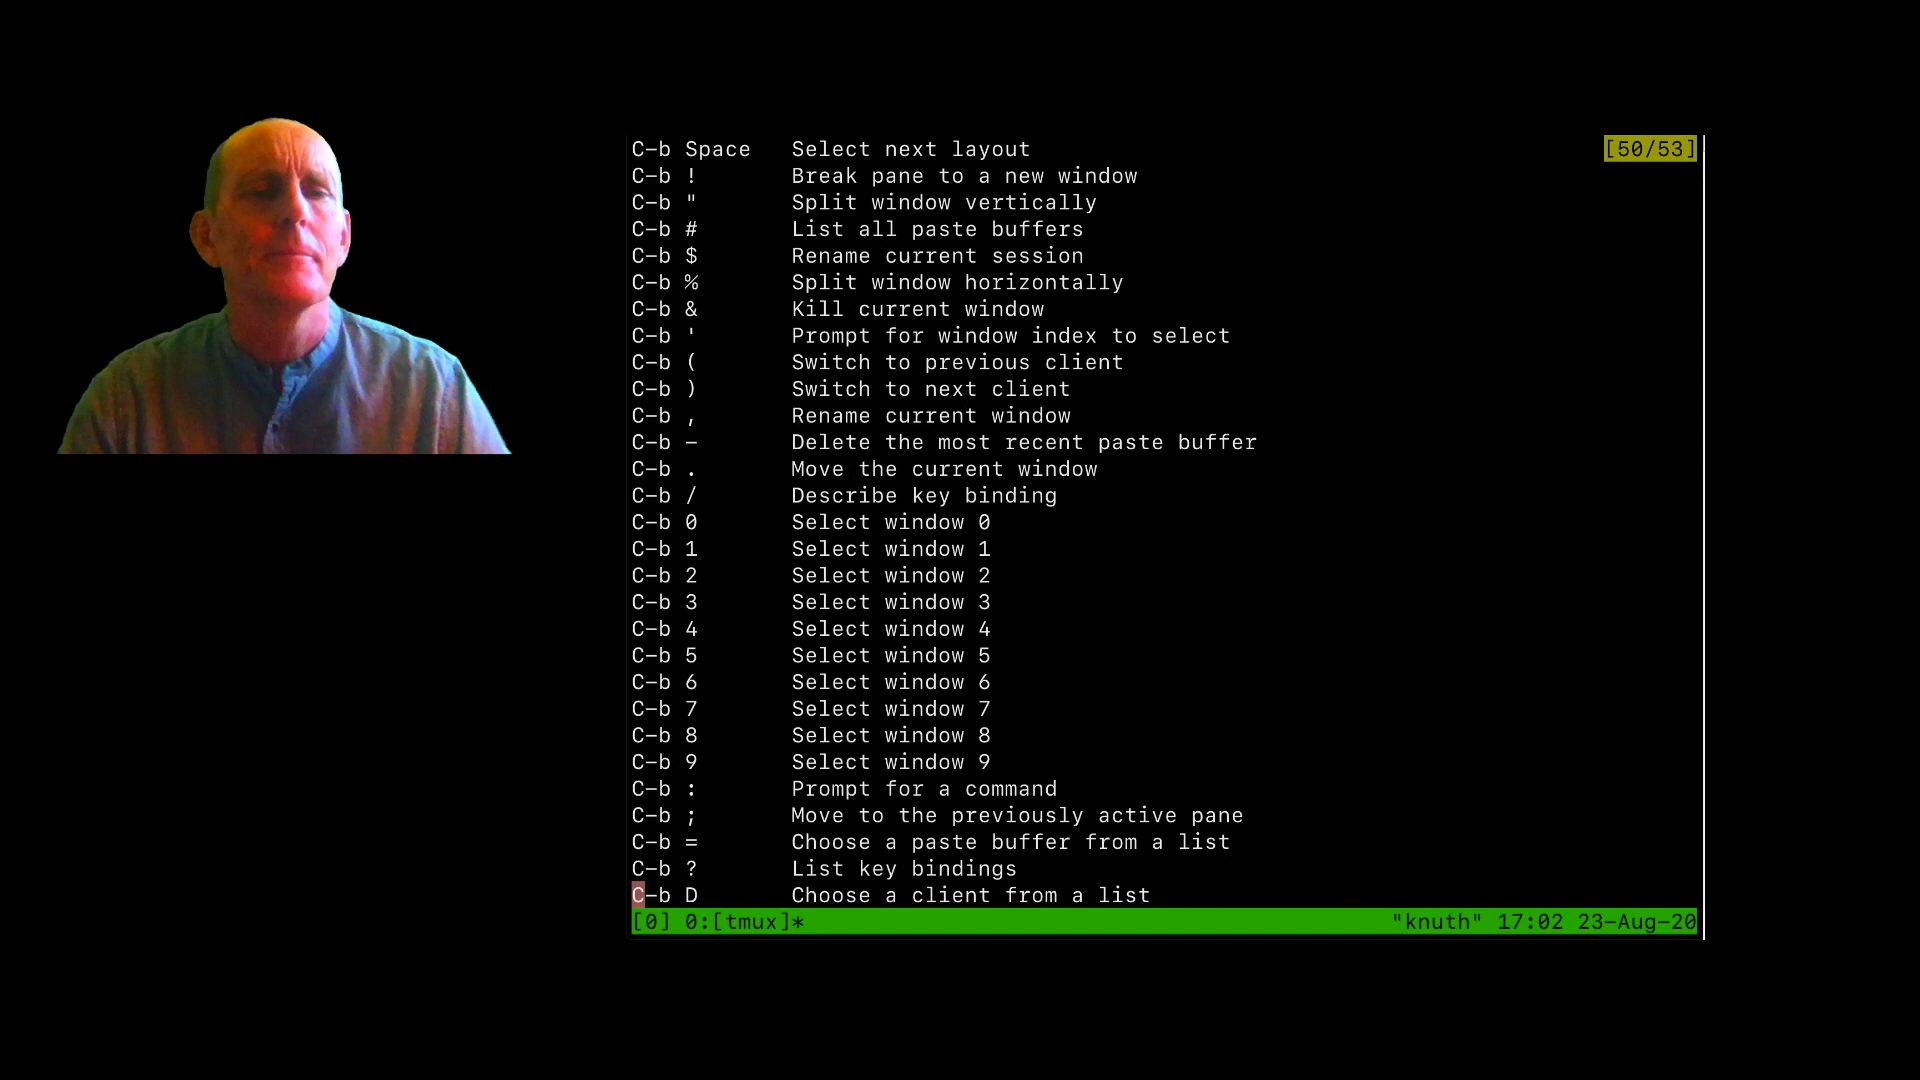 C-b Space   Select next layout   [50/53]
C-b !       Break pane to a new window
C-b "       Split window vertically
C-b #       List all paste buffers
C-b $       Rename current session
C-b %       Split window horizontally
C-b &       Kill current window
C-b '       Prompt for window index to select
C-b (       Switch to previous client
C-b )       Switch to next client
C-b ,       Rename current window
C-b -       Delete the most recent paste buffer
C-b .       Move the current window
C-b /       Describe key binding
C-b 0       Select window 0
C-b 1       Select window 1
C-b 2       Select window 2
C-b 3       Select window 3
C-b 4       Select window 4
C-b 5       Select window 5
C-b 6       Select window 6
C-b 7       Select window 7
C-b 8       Select window 8
C-b 9       Select window 9
C-b :       Prompt for a command
C-b ;       Move to the previously active pane
C-b =       Choose a paste buffer from a list
C-b ?       List key bindings
C-b D       Choose a client from a list
[0] 0:[tmux]*   "knuth" 17:02 23-Aug-20